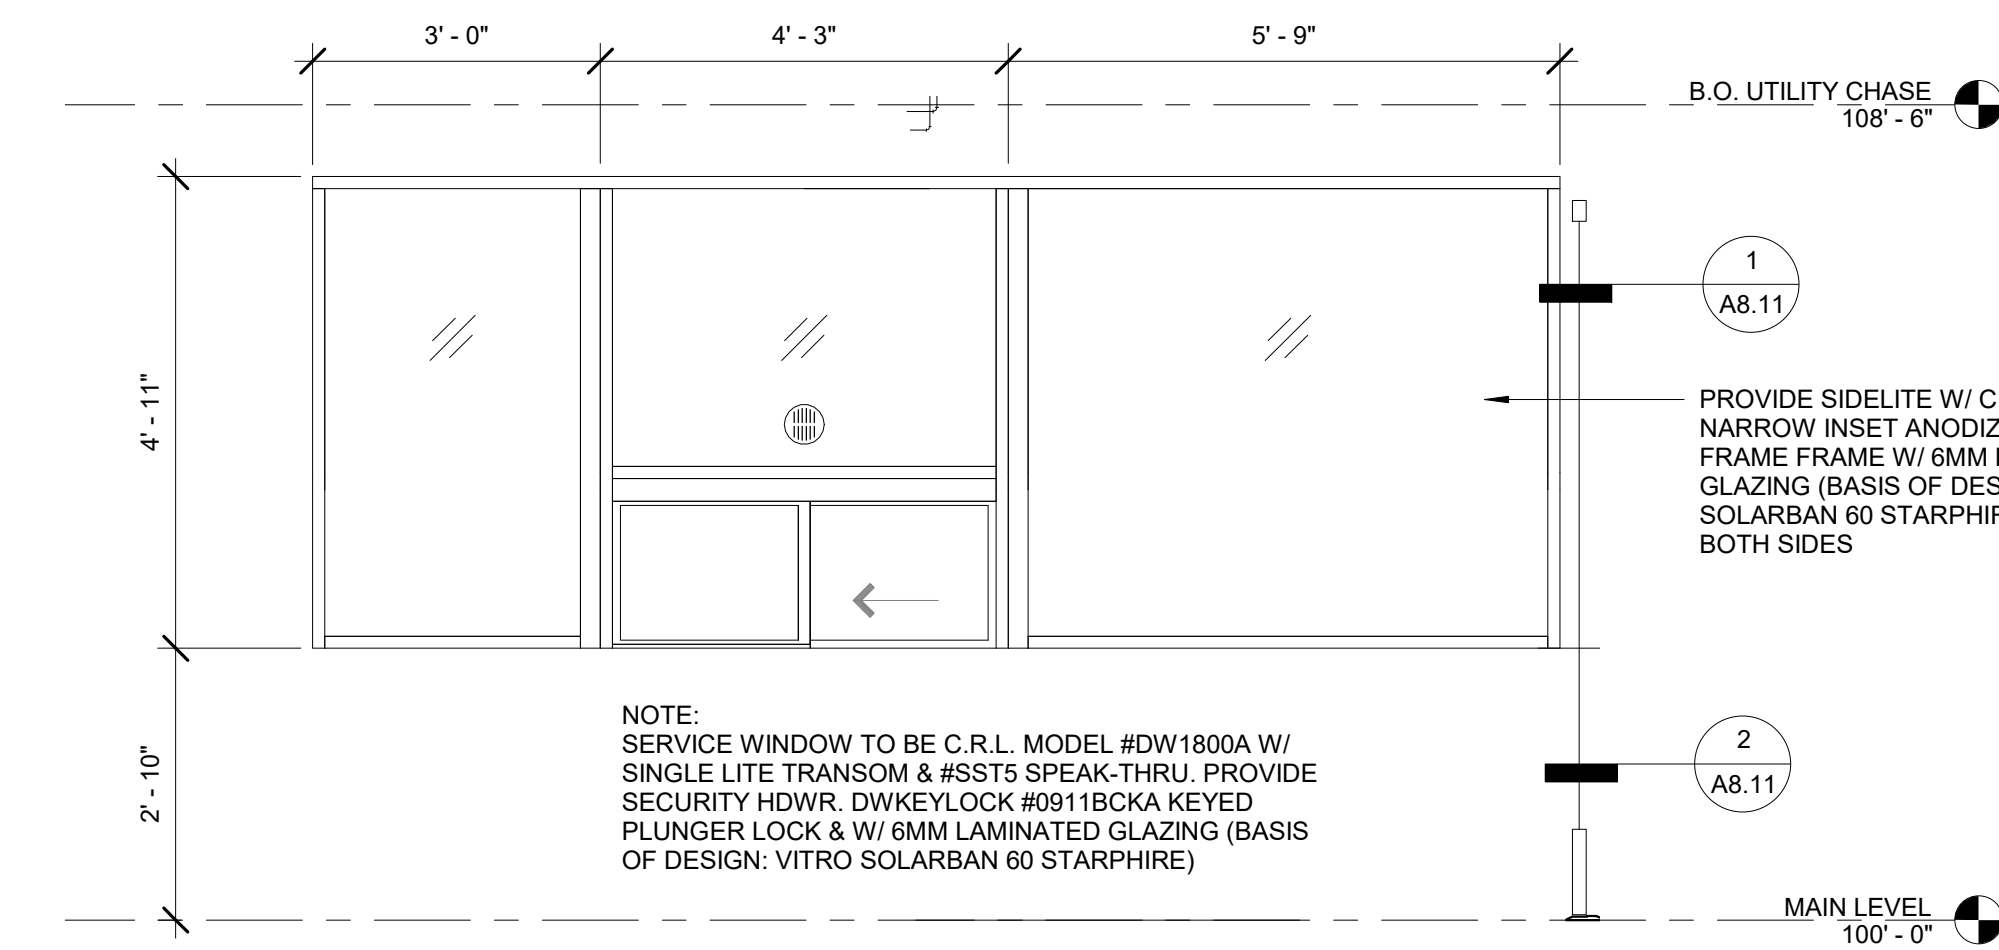 3' - 0"
4' - 3"
5' - 9"
B.O. UTILITY CHASE
108' - 6"
1
A8.11
4' - 11"
PROVIDE SIDELITE W/ C
NARROW INSET ANODIZ
FRAME FRAME W/ 6MM
GLAZING (BASIS OF DES
SOLARBAN 60 STARPHIR
BOTH SIDES
NOTE:
SERVICE WINDOW TO BE C.R.L. MODEL #DW1800A W/
SINGLE LITE TRANSOM & #SST5 SPEAK-THRU. PROVIDE
SECURITY HDWR. DWKEYLOCK #0911BCKA KEYED
PLUNGER LOCK & W/ 6MM LAMINATED GLAZING (BASIS
OF DESIGN: VITRO SOLARBAN 60 STARPHIRE)
2' - 10"
2
A8.11
MAIN LEVEL
100' - 0"